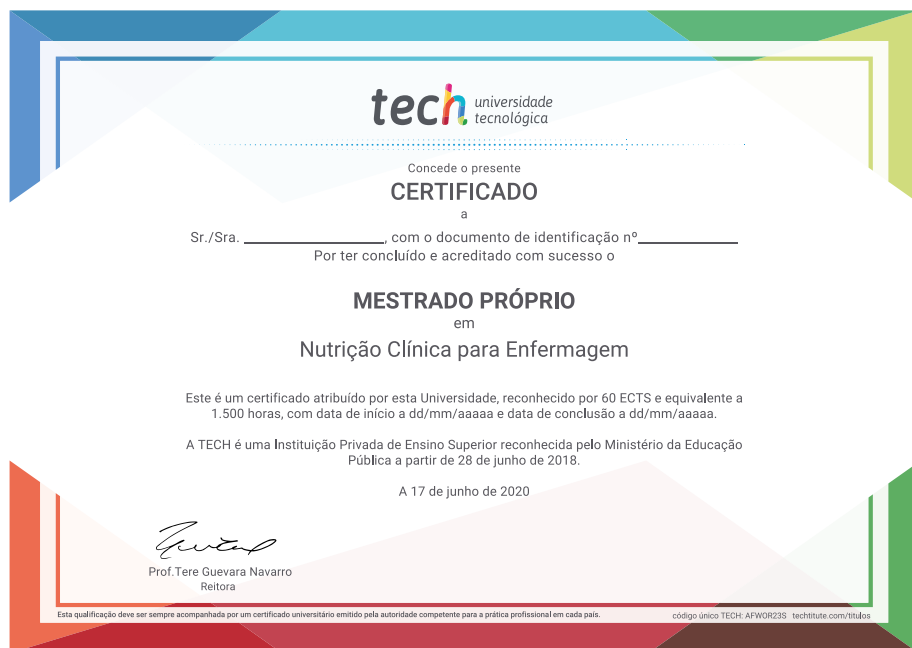 tech universidade
tecnológica
Concede o presente
CERTIFICADO
a
Sr./Sra. ________________, com o documento de identificação nº____________
Por ter concluído e acreditado com sucesso o
MESTRADO PRÓPRIO
em
Nutrição Clínica para Enfermagem
Este é um certificado atribuído por esta Universidade, reconhecido por 60 ECTS e equivalente a
1.500 horas, com data de início a dd/mm/aaaaa e data de conclusão a dd/mm/aaaaa.
A TECH é uma Instituição Privada de Ensino Superior reconhecida pelo Ministério da Educação
Pública a partir de 28 de junho de 2018.
A 17 de junho de 2020
Prof.Tere Guevara Navarro
Reitora
Esta qualificação deve ser sempre acompanhada por um certificado universitário emitido pela autoridade competente para a prática profissional em cada país.
código único TECH: AFWOR23S techtitute.com/titulos